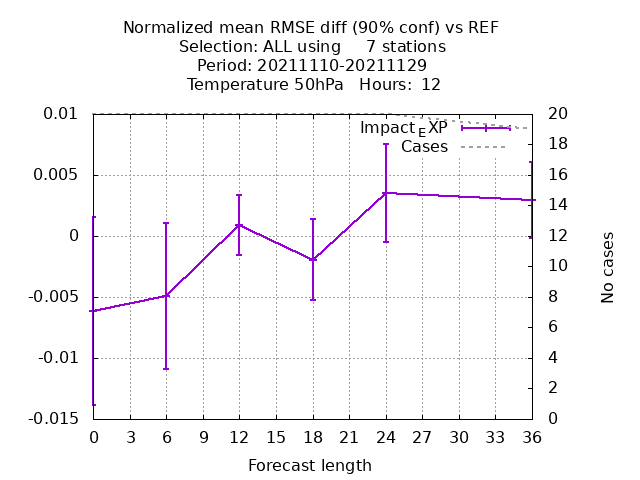 Normalized mean RMSE diff (90% conf) vs REF
Selection: ALL using     7 stations
Period: 20211110-20211129
Temperature 50hPa   Hours:  12
0.01
0.005
0
-0.005
-0.01
-0.015
20
18
16
14
12
10
8
6
4
2
0
Impact_EXP
Cases
No cases
0 3 6 9 12 15 18 21 24 27 30 33 36
Forecast length